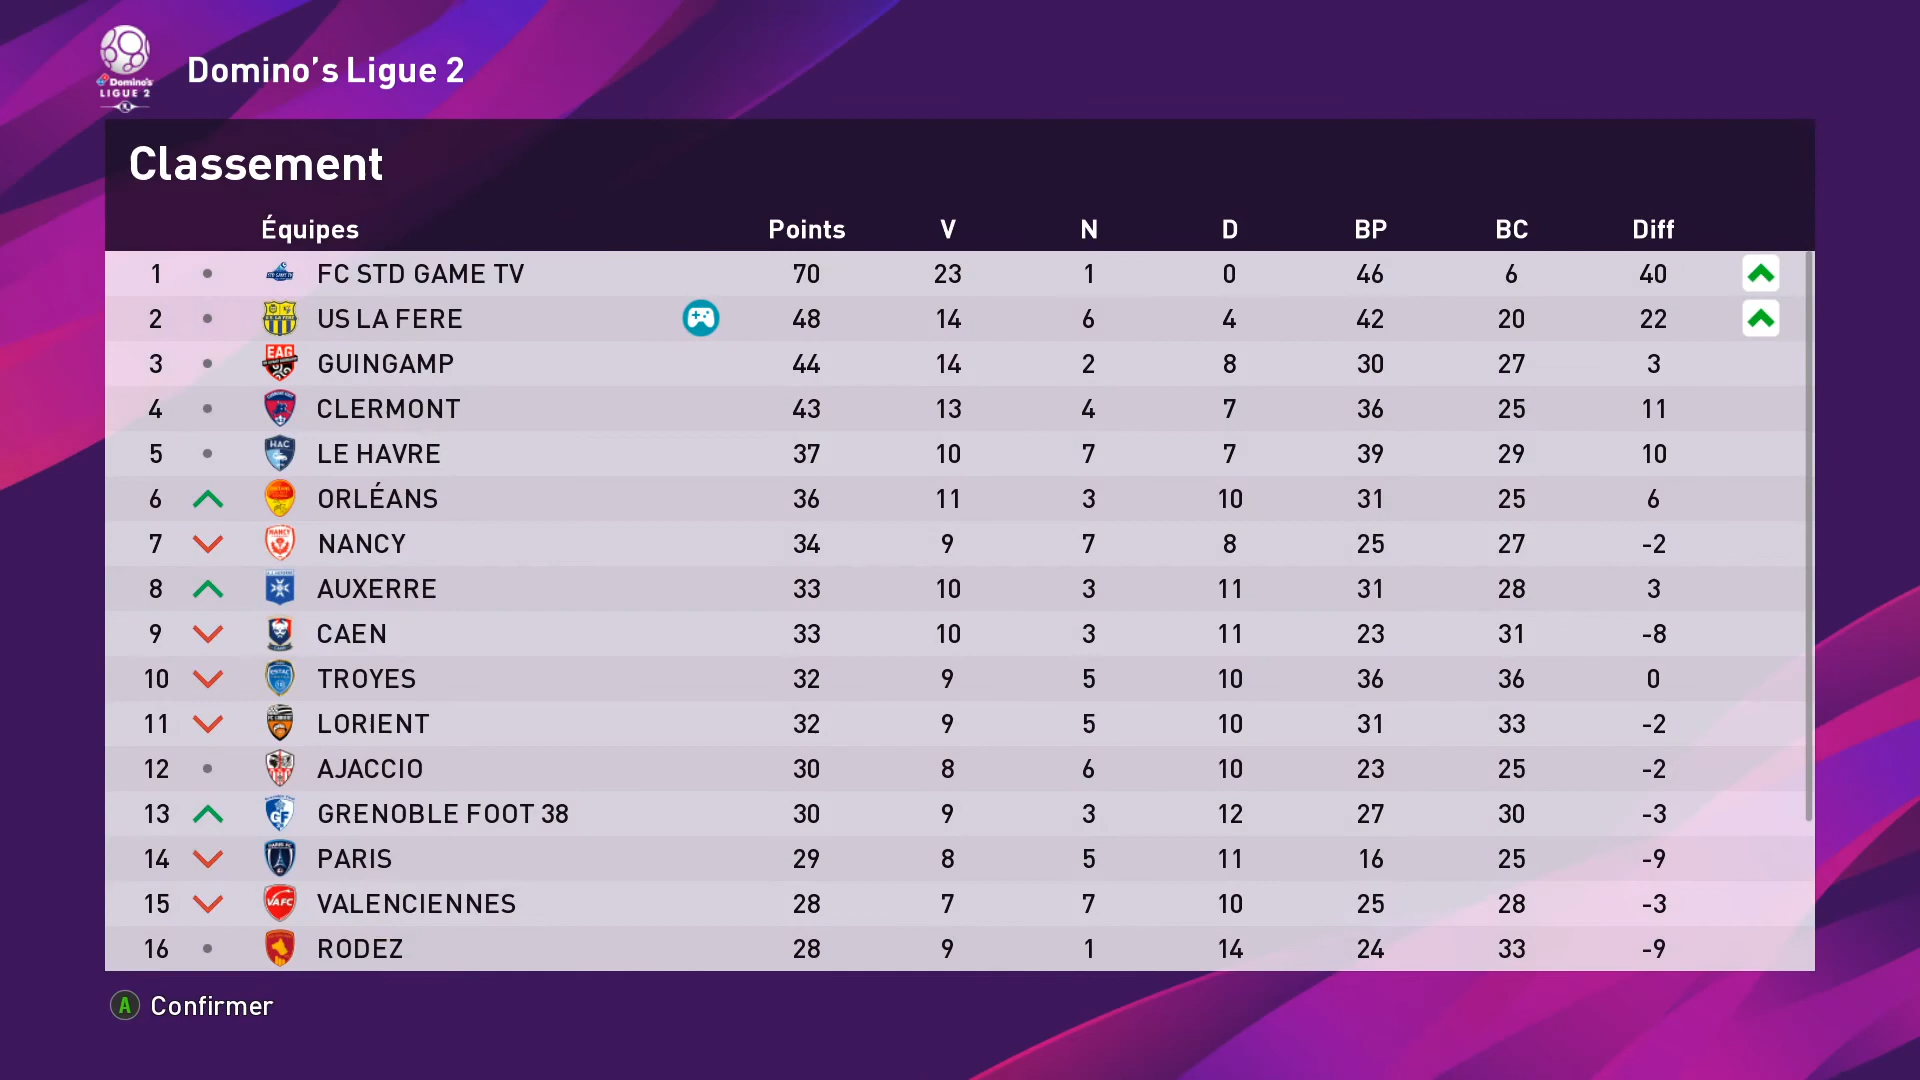 Domino's
LIGUE 2
Domino's Ligue 2
Classement
Équipes Points V N D BP BC Diff
1 FC STD GAME TV 70 23 1 0 46 6 40
2 US LA FERE 48 14 6 4 42 20 22
3 GUINGAMP 44 14 2 8 30 27 3
4 CLERMONT 43 13 4 7 36 25 11
5 LE HAVRE 37 10 7 7 39 29 10
6 ORLÉANS 36 11 3 10 31 25 6
7 NANCY 34 9 7 8 25 27 -2
8 AUXERRE 33 10 3 11 31 28 3
9 CAEN 33 10 3 11 23 31 -8
10 TROYES 32 9 5 10 36 36 0
11 LORIENT 32 9 5 10 31 33 -2
12 AJACCIO 30 8 6 10 23 25 -2
13 GRENOBLE FOOT 38 30 9 3 12 27 30 -3
14 PARIS 29 8 5 11 16 25 -9
15 VALENCIENNES 28 7 7 10 25 28 -3
16 RODEZ 28 9 1 14 24 33 -9
A Confirmer